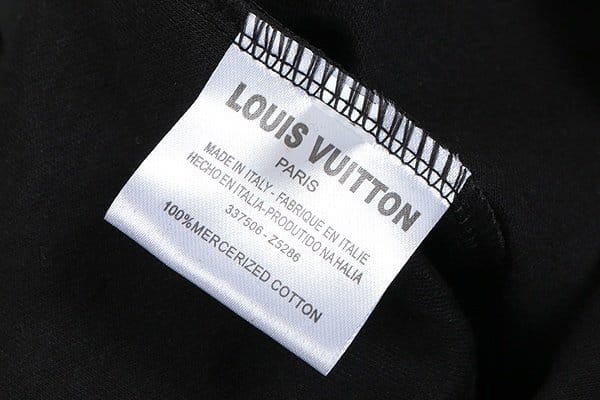 LOUIS VUITTON
PARIS
MADE IN ITALY - FABRIQUE EN ITALIE
HECHO EN ITALIA-PRODUTIDO NA HALIA
337506 - Z5286
100%MERCERIZED COTTON